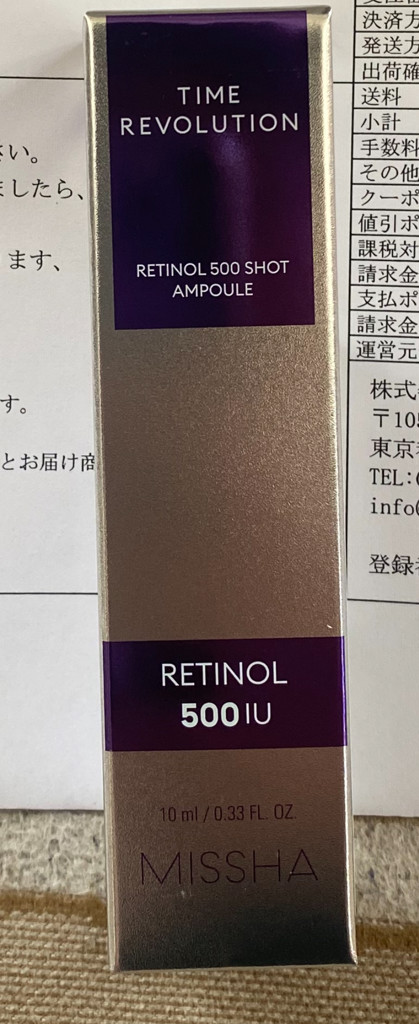 TIME
REVOLUTION
RETINOL 500 SHOT
AMPOULE
RETINOL
500 IU
10 ml / 0.33 FL. OZ.
MISSHA
さい。
ましたら、
ます、
す。
とお届け商
決済方
発送方
出荷確
送料
小計
手数料
その他
クーポ
値引ポ
課税対
請求金
支払ポ
請求金
運営元
株式
〒105
東京
TEL:
info@
登録